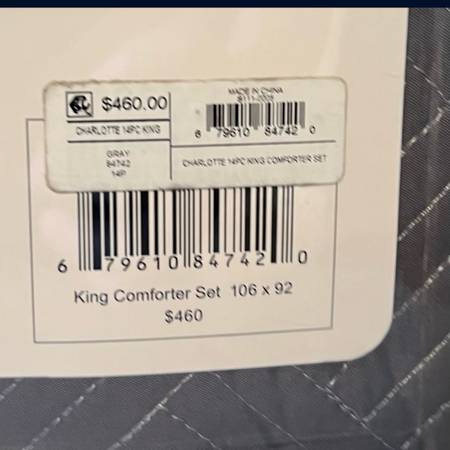 $460.00
CHARLOTTE 14PC KING
GRAY
84742
14P
MADE IN CHINA
6 79610 84742 0
CHARLOTTE 14PC KING COMFORTER SET
6 79610 84742 0
King Comforter Set 106 x 92
$460